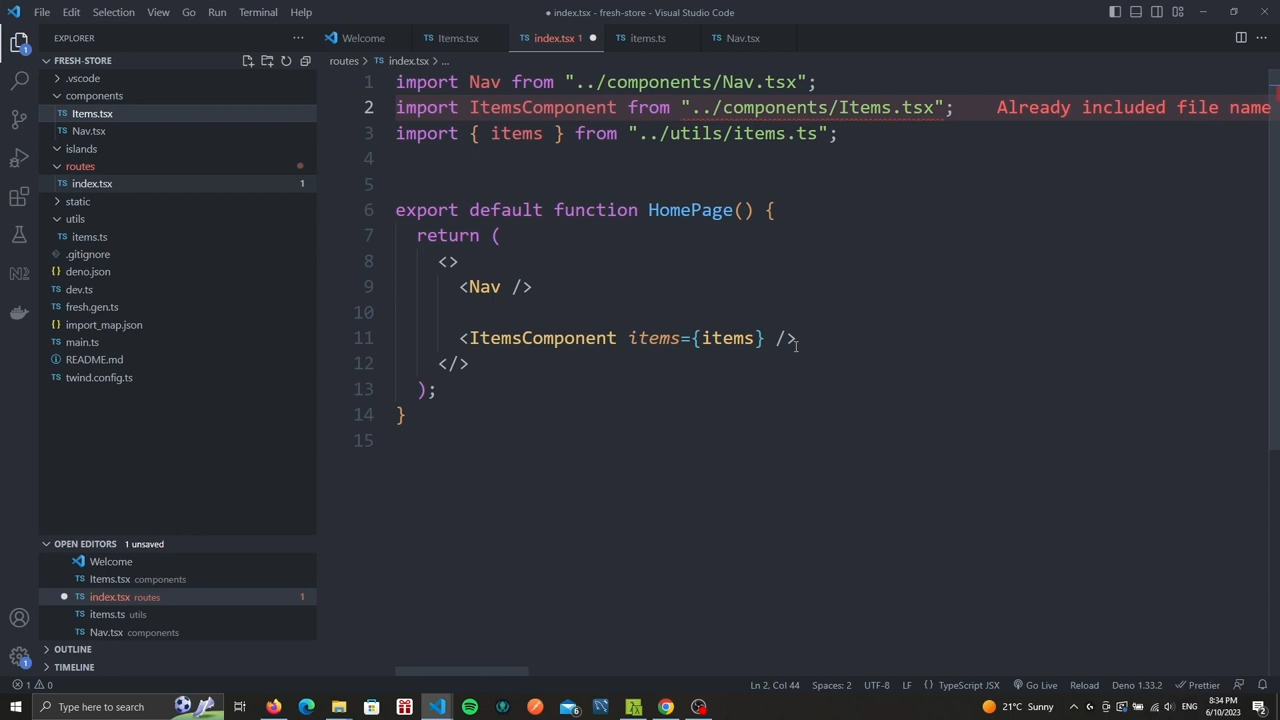 File Edit Selection View Go Run Terminal Help
index.tsx - fresh-store - Visual Studio Code
EXPLORER
FRESH-STORE
.vscode
components
Items.tsx
Nav.tsx
islands
routes
index.tsx 1
static
utils
items.ts
.gitignore
deno.json
dev.ts
fresh.gen.ts
import_map.json
main.ts
README.md
twind.config.ts
OPEN EDITORS 1 unsaved
Welcome
Items.tsx components
index.tsx routes 1
items.ts utils
Nav.tsx components
OUTLINE
TIMELINE
Welcome Items.tsx index.tsx 1 items.ts Nav.tsx
routes > index.tsx > ...
1 import Nav from "../components/Nav.tsx";
2 import ItemsComponent from "../components/Items.tsx"; Already included file name
3 import { items } from "../utils/items.ts";
4
5
6 export default function HomePage() {
7 return (
8 <>
9 <Nav />
10
11 <ItemsComponent items={items} />
12 </>
13 );
14 }
15
1 0 Ln 2, Col 44 Spaces: 2 UTF-8 LF {} TypeScript JSX Go Live Reload Deno 1.33.2 Prettier
Type here to search 21°C Sunny 8:34 PM
6/10/2023